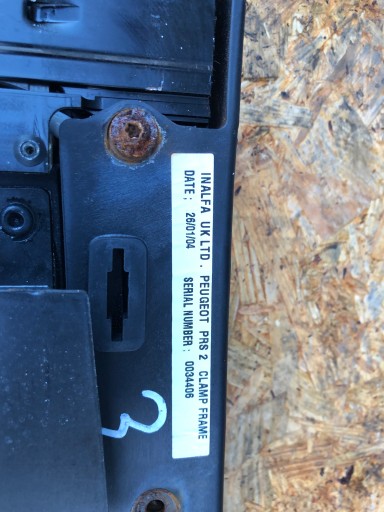 INALFA UK LTD. PEUGEOT PRS 2 CLAMP FRAME
DATE; 26/01/04 SERIAL NUMBER: 0034406
3